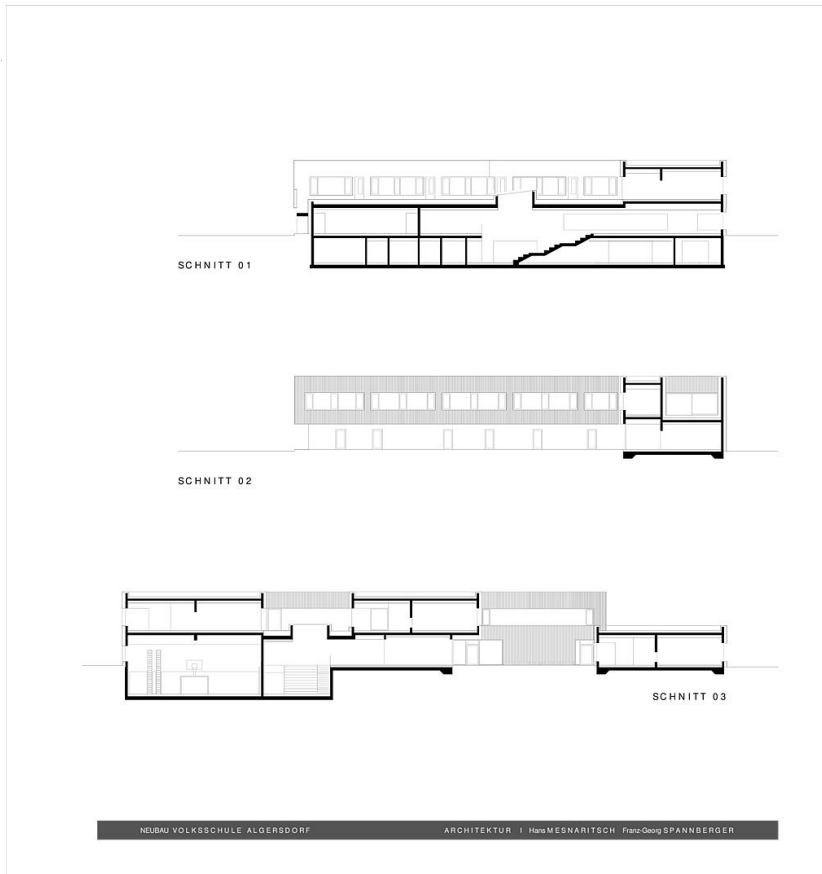 SCHNITT 01
SCHNITT 02
SCHNITT 03
NEUBAU VOLKSSCHULE ALGERSDORF
ARCHITEKTUR I Hans MESNARITSCH Franz-Georg SPANNBERGER